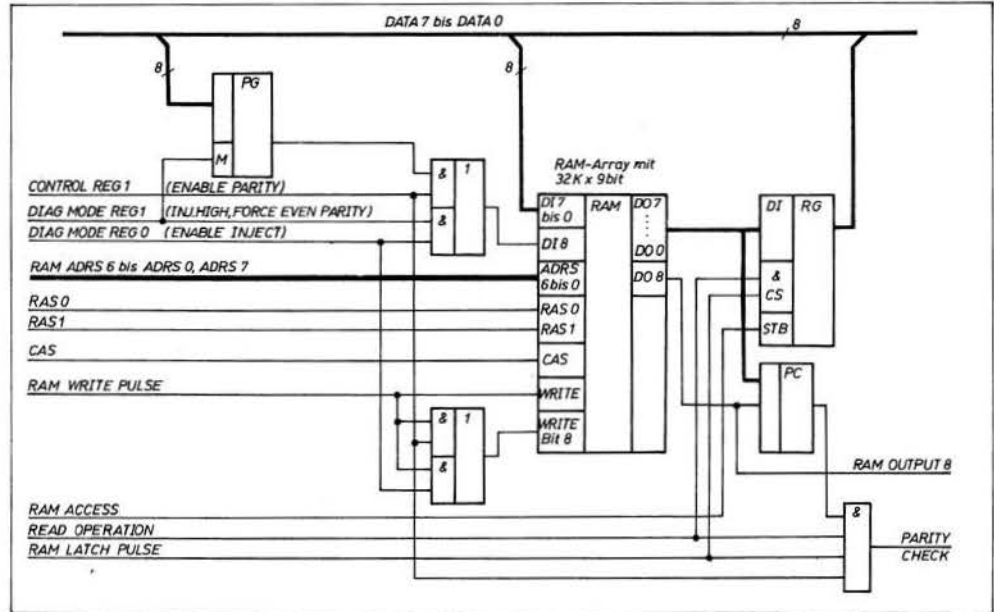 DATA 7 bis DATA 0
8
8
8
PG
M
CONTROL REG 1 (ENABLE PARITY)
DIAG MODE REG 1 (INJ.HIGH, FORCE EVEN PARITY)
DIAG MODE REG 0 (ENABLE INJECT)
& 1
&
RAM-Array mit
32K x 9bit
DI 7
bis 0
RAM
DO 7
DO 0
DI 8
DO 8
ADRS
6 bis 0
RAS 0
RAS 1
CAS
WRITE
WRITE
Bit 8
DI RG
&
CS
STB
PC
RAM ADRS 6 bis ADRS 0, ADRS 7
RAS 0
RAS 1
CAS
RAM WRITE PULSE
& 1
&
RAM OUTPUT 8
RAM ACCESS
READ OPERATION
RAM LATCH PULSE
&
PARITY
CHECK